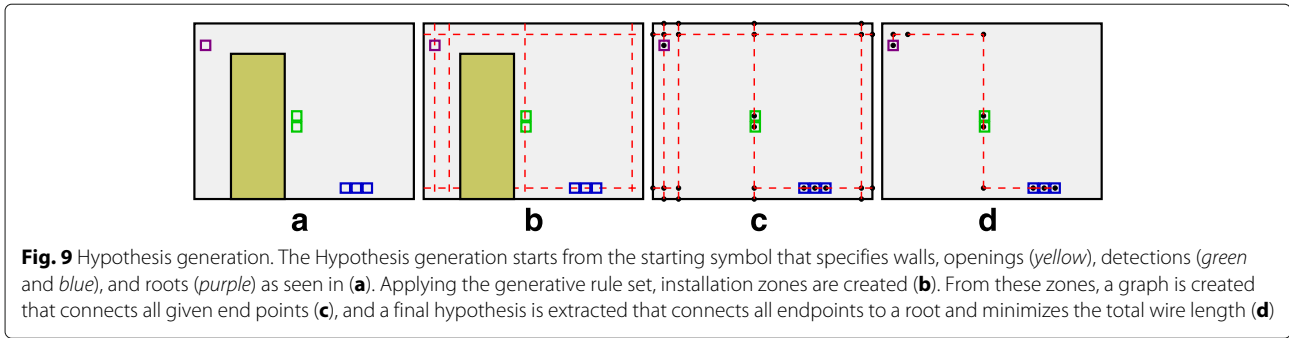 a b c d
Fig. 9 Hypothesis generation. The Hypothesis generation starts from the starting symbol that specifies walls, openings (yellow), detections (green
and blue), and roots (purple) as seen in (a). Applying the generative rule set, installation zones are created (b). From these zones, a graph is created
that connects all given end points (c), and a final hypothesis is extracted that connects all endpoints to a root and minimizes the total wire length (d)